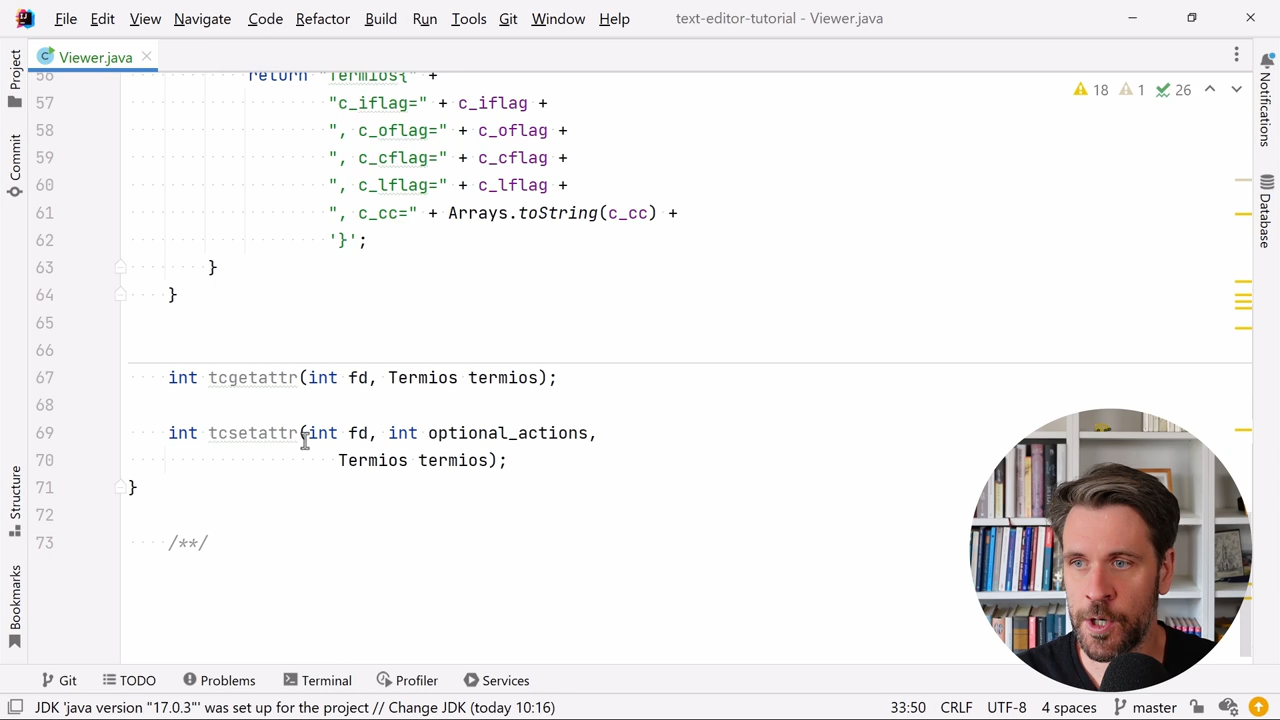 File Edit View Navigate Code Refactor Build Run Tools Git Window Help text-editor-tutorial - Viewer.java
Viewer.java
Project
Commit
Structure
Bookmarks
Notifications
Database
18 1 26
56 return "Termios{" +
57 "c_iflag=" + c_iflag +
58 ", c_oflag=" + c_oflag +
59 ", c_cflag=" + c_cflag +
60 ", c_lflag=" + c_lflag +
61 ", c_cc=" + Arrays.toString(c_cc) +
62 '}';
63 }
64 }
65
66
67 int tcgetattr(int fd, Termios termios);
68
69 int tcsetattr(int fd, int optional_actions,
70 Termios termios);
71 }
72
73 /**/
Git TODO Problems Terminal Profiler Services
JDK 'java version "17.0.3"' was set up for the project // Change JDK (today 10:16) 33:50 CRLF UTF-8 4 spaces master